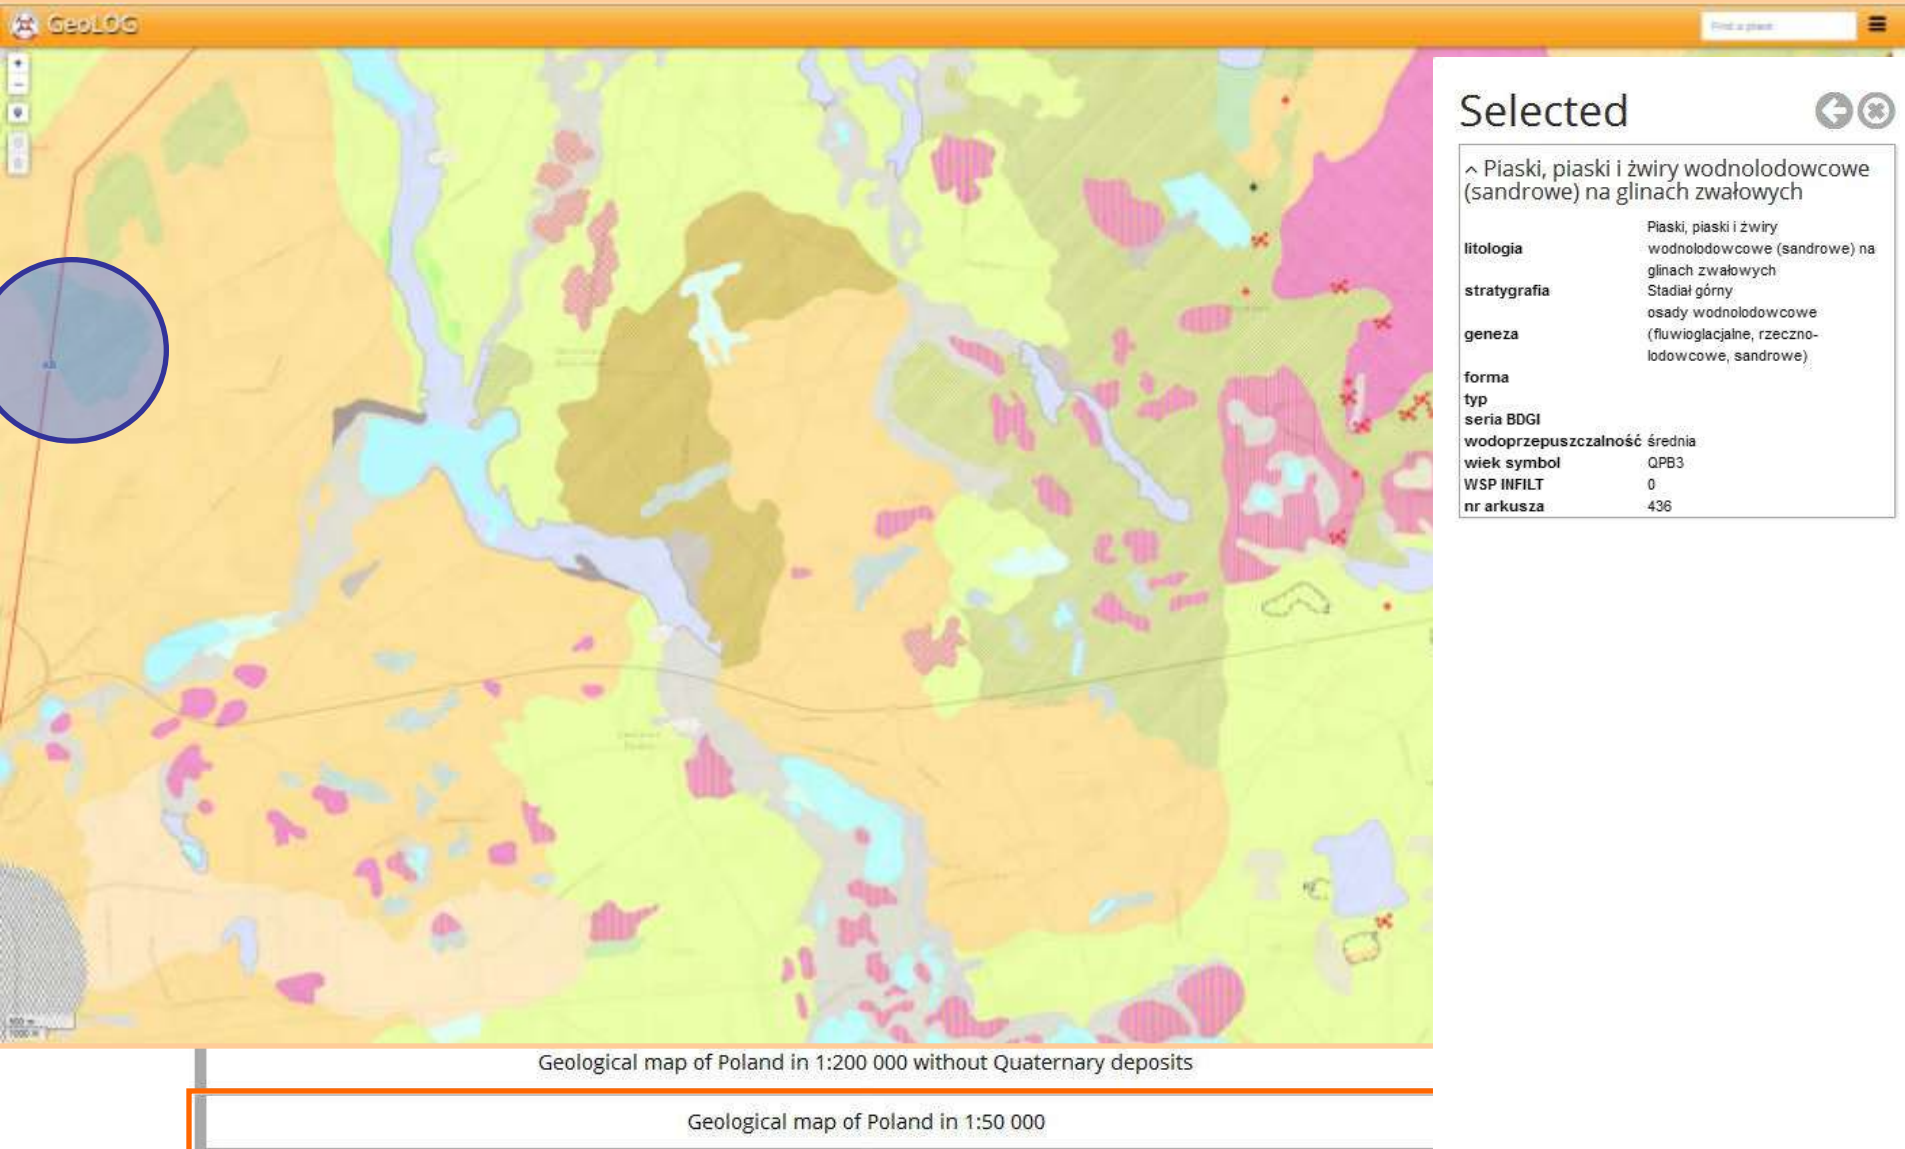 GeoLOG
Find a place
Selected
^ Piaski, piaski i żwiry wodnolodowcowe
(sandrowe) na glinach zwałowych
litologia Piaski, piaski i żwiry
wodnolodowcowe (sandrowe) na
glinach zwałowych
stratygrafia Stadiał górny
geneza osady wodnolodowcowe
(fluwioglacjalne, rzeczno-
lodowcowe, sandrowe)
forma
typ
seria BDGI
wodoprzepuszczalność średnia
wiek symbol QPB3
WSP INFILT 0
nr arkusza 436
Geological map of Poland in 1:200 000 without Quaternary deposits
Geological map of Poland in 1:50 000